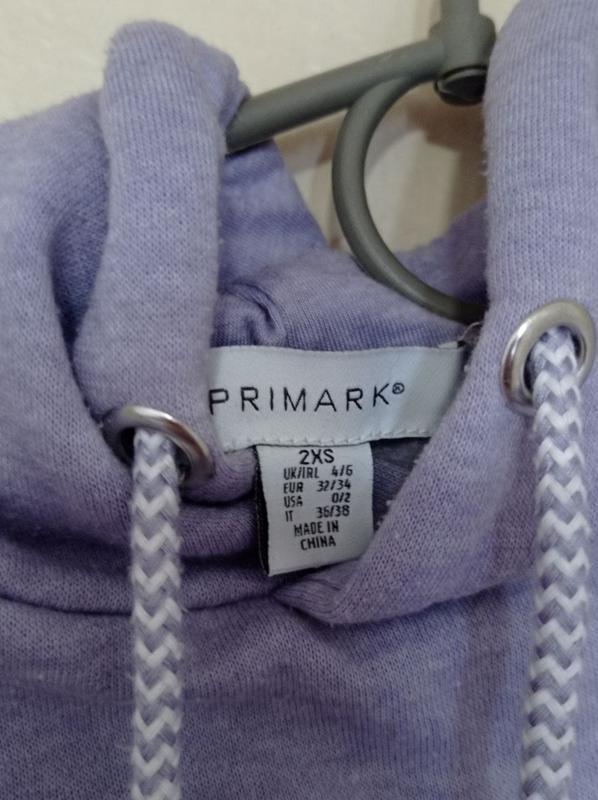 PRIMARK®
2XS
UK/IRL 4/6
EUR 32/34
USA 0/2
IT 36/38
MADE IN
CHINA